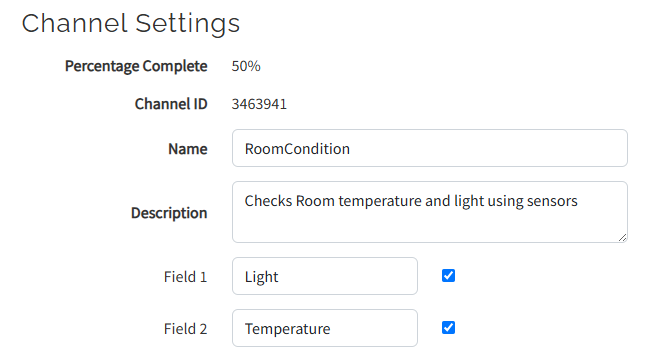 Channel Settings
Percentage Complete 50%
Channel ID 3463941
Name RoomCondition
Description Checks Room temperature and light using sensors
Field 1 Light
Field 2 Temperature